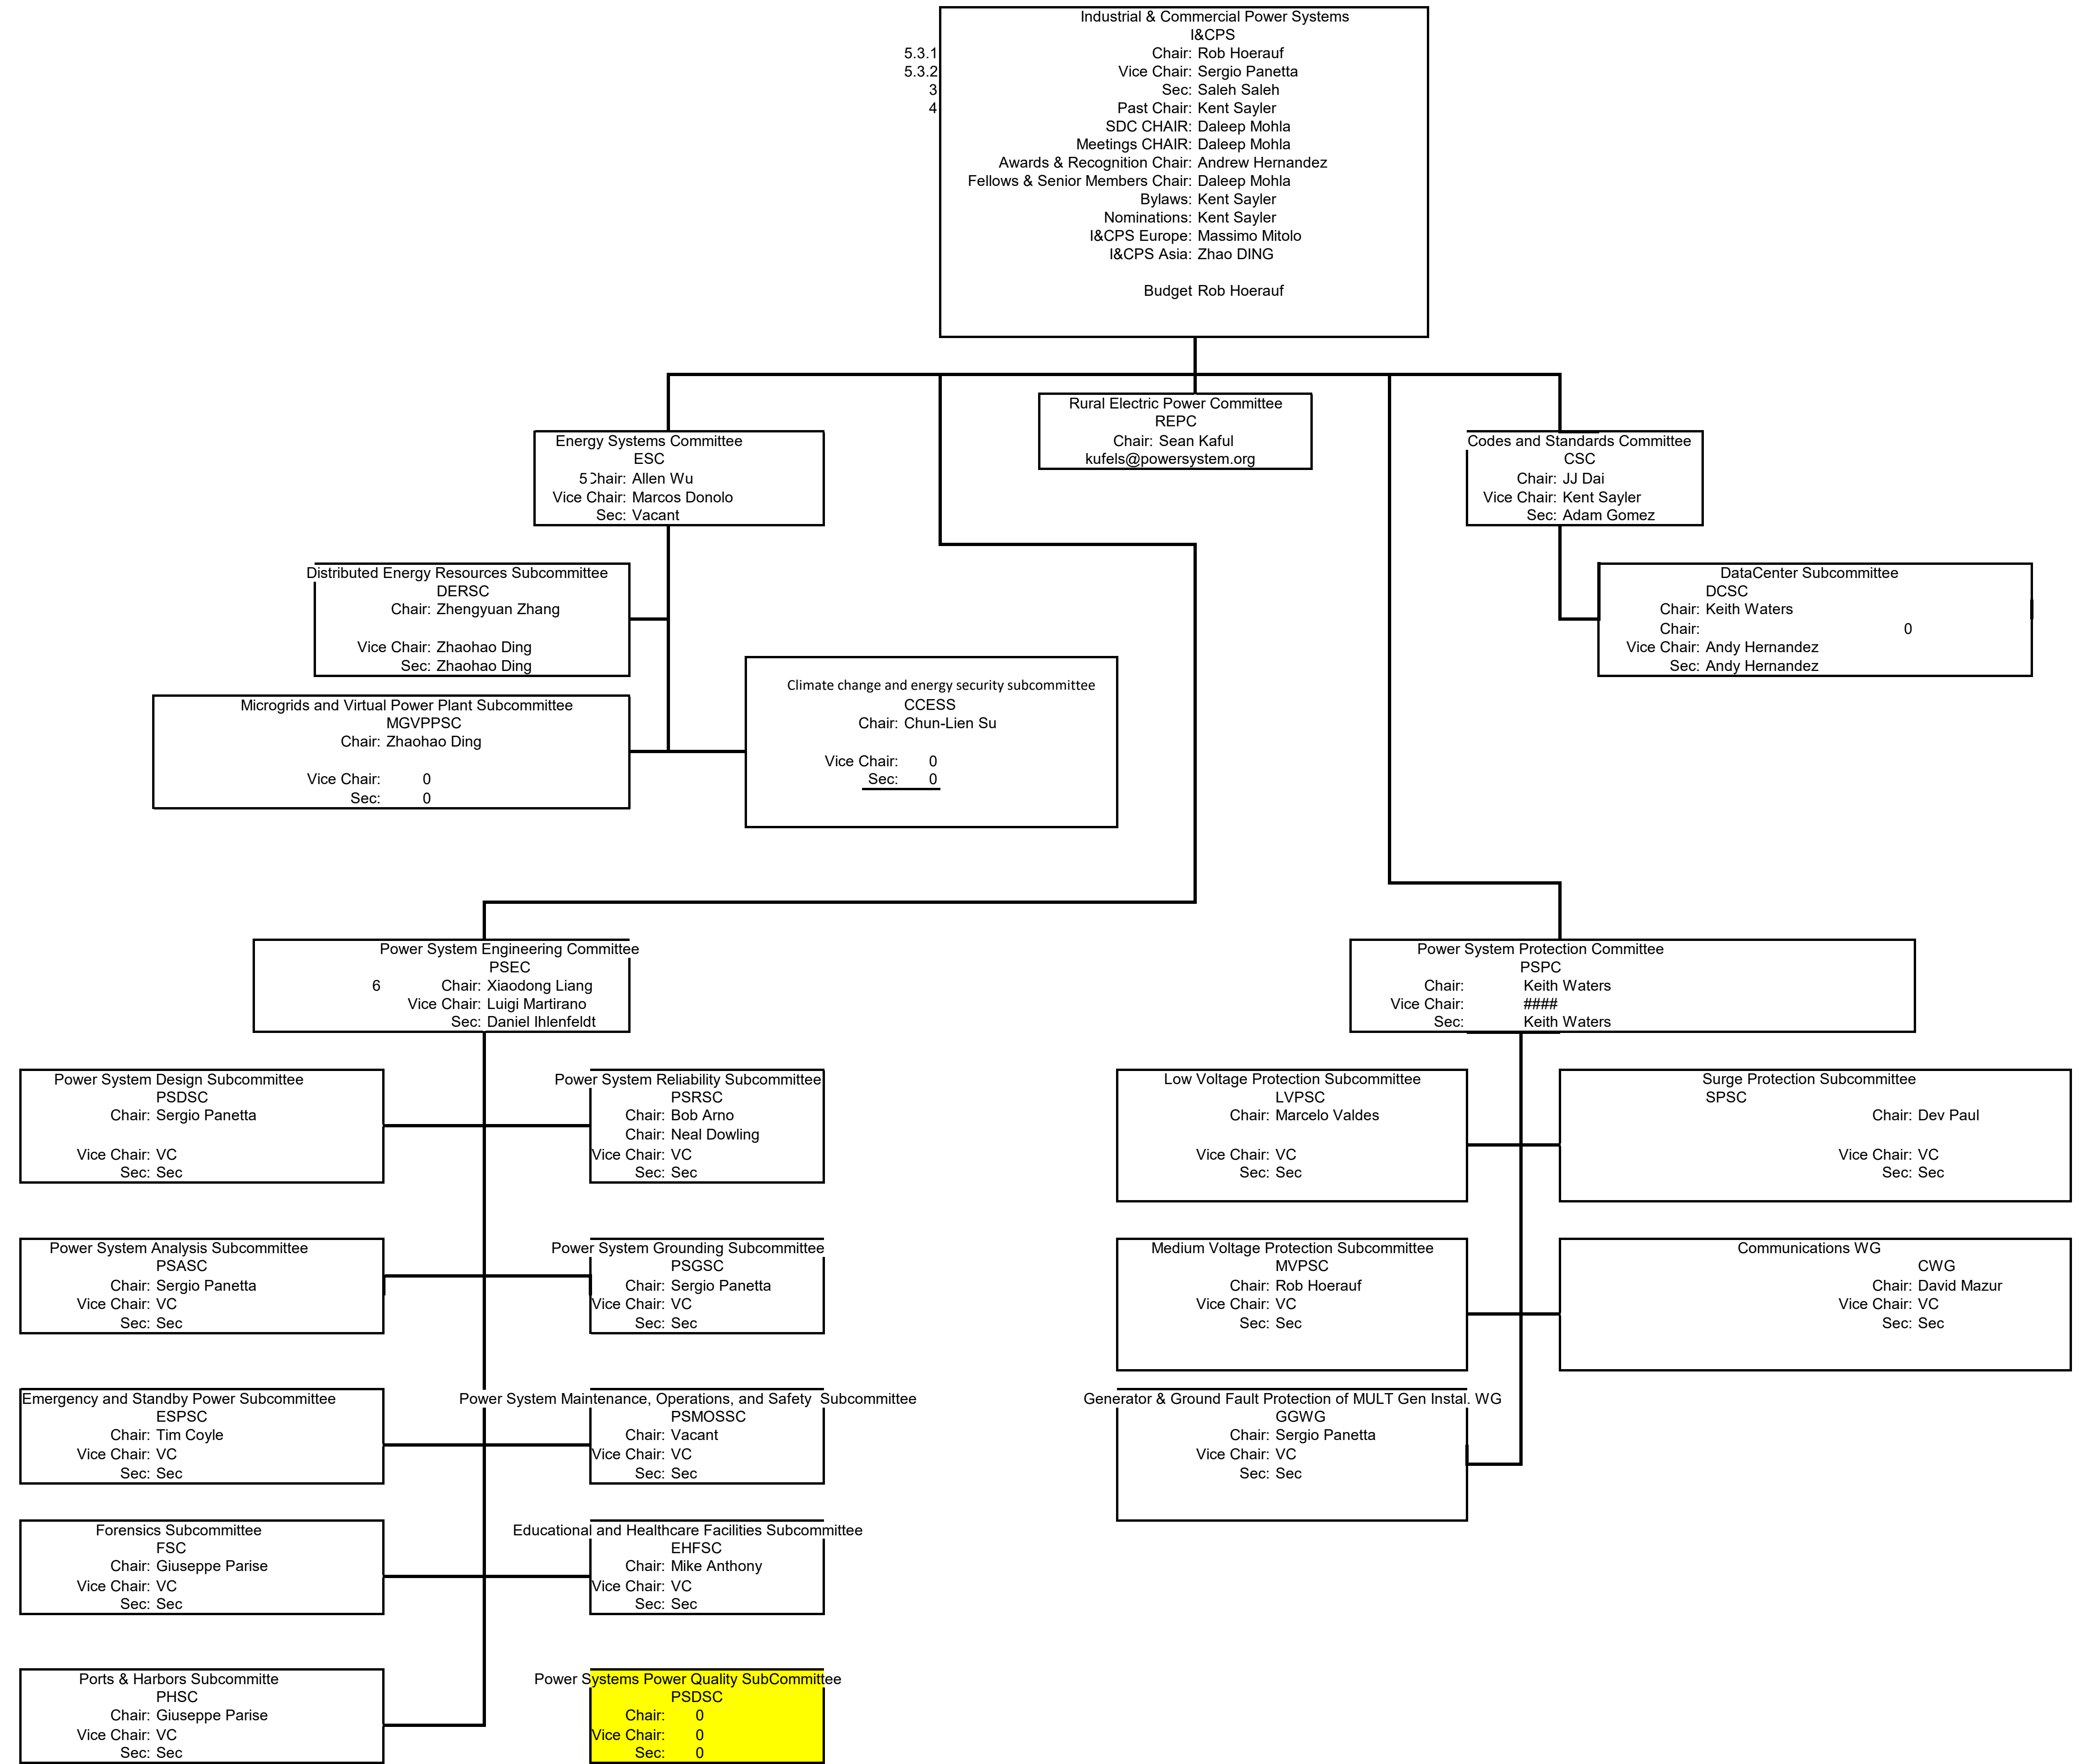 Industrial & Commercial Power Systems
I&CPS
5.3.1 Chair: Rob Hoerauf
5.3.2 Vice Chair: Sergio Panetta
3 Sec: Saleh Saleh
4 Past Chair: Kent Sayler
SDC CHAIR: Daleep Mohla
Meetings CHAIR: Daleep Mohla
Awards & Recognition Chair: Andrew Hernandez
Fellows & Senior Members Chair: Daleep Mohla
Bylaws: Kent Sayler
Nominations: Kent Sayler
I&CPS Europe: Massimo Mitolo
I&CPS Asia: Zhao DING
Budget Rob Hoerauf
Rural Electric Power Committee
REPC
Chair: Sean Kaful
kufels@powersystem.org
Energy Systems Committee
ESC
5 Chair: Allen Wu
Vice Chair: Marcos Donolo
Sec: Vacant
Codes and Standards Committee
CSC
Chair: JJ Dai
Vice Chair: Kent Sayler
Sec: Adam Gomez
Distributed Energy Resources Subcommittee
DERSC
Chair: Zhengyuan Zhang
Vice Chair: Zhaohao Ding
Sec: Zhaohao Ding
DataCenter Subcommittee
DCSC
Chair: Keith Waters
Chair: 0
Vice Chair: Andy Hernandez
Sec: Andy Hernandez
Microgrids and Virtual Power Plant Subcommittee
MGVPPSC
Chair: Zhaohao Ding
Vice Chair: 0
Sec: 0
Climate change and energy security subcommittee
CCESS
Chair: Chun-Lien Su
Vice Chair: 0
Sec: 0
Power System Engineering Committee
PSEC
6 Chair: Xiaodong Liang
Vice Chair: Luigi Martirano
Sec: Daniel Ihlenfeldt
Power System Protection Committee
PSPC
Chair: Keith Waters
Vice Chair: ####
Sec: Keith Waters
Power System Design Subcommittee
PSDSC
Chair: Sergio Panetta
Vice Chair: VC
Sec: Sec
Power System Reliability Subcommittee
PSRSC
Chair: Bob Arno
Chair: Neal Dowling
Vice Chair: VC
Sec: Sec
Low Voltage Protection Subcommittee
LVPSC
Chair: Marcelo Valdes
Vice Chair: VC
Sec: Sec
Surge Protection Subcommittee
SPSC
Chair: Dev Paul
Vice Chair: VC
Sec: Sec
Power System Analysis Subcommittee
PSASC
Chair: Sergio Panetta
Vice Chair: VC
Sec: Sec
Power System Grounding Subcommittee
PSGSC
Chair: Sergio Panetta
Vice Chair: VC
Sec: Sec
Medium Voltage Protection Subcommittee
MVPSC
Chair: Rob Hoerauf
Vice Chair: VC
Sec: Sec
Communications WG
CWG
Chair: David Mazur
Vice Chair: VC
Sec: Sec
Emergency and Standby Power Subcommittee
ESPSC
Chair: Tim Coyle
Vice Chair: VC
Sec: Sec
Power System Maintenance, Operations, and Safety Subcommittee
PSMOSSC
Chair: Vacant
Vice Chair: VC
Sec: Sec
Generator & Ground Fault Protection of MULT Gen Instal. WG
GGWG
Chair: Sergio Panetta
Vice Chair: VC
Sec: Sec
Forensics Subcommittee
FSC
Chair: Giuseppe Parise
Vice Chair: VC
Sec: Sec
Educational and Healthcare Facilities Subcommittee
EHFSC
Chair: Mike Anthony
Vice Chair: VC
Sec: Sec
Ports & Harbors Subcommitte
PHSC
Chair: Giuseppe Parise
Vice Chair: VC
Sec: Sec
Power Systems Power Quality SubCommittee
PSDSC
Chair: 0
Vice Chair: 0
Sec: 0